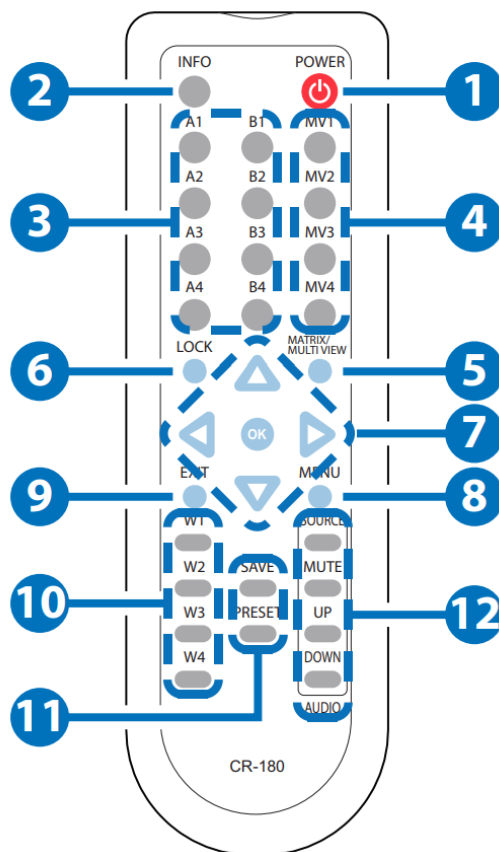 INFO POWER
2 1
A1 B1 MV1
A2 B2 MV2
3 4
A3 B3 MV3
A4 B4 MV4
LOCK MATRIX/
MULTI VIEW
6 5
OK 7
EXIT MENU
9 8
W1 SOURCE
W2 SAVE MUTE
10 12
W3 PRESET UP
W4 DOWN
11 AUDIO
CR-180